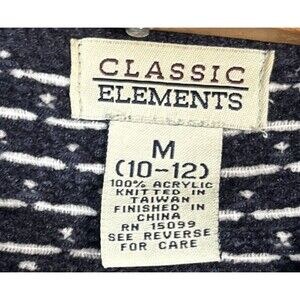 CLASSIC
ELEMENTS
M
(10-12)
100% ACRYLIC
KNITTED IN
TAIWAN
FINISHED IN
CHINA
RN 15099
SEE REVERSE
FOR CARE